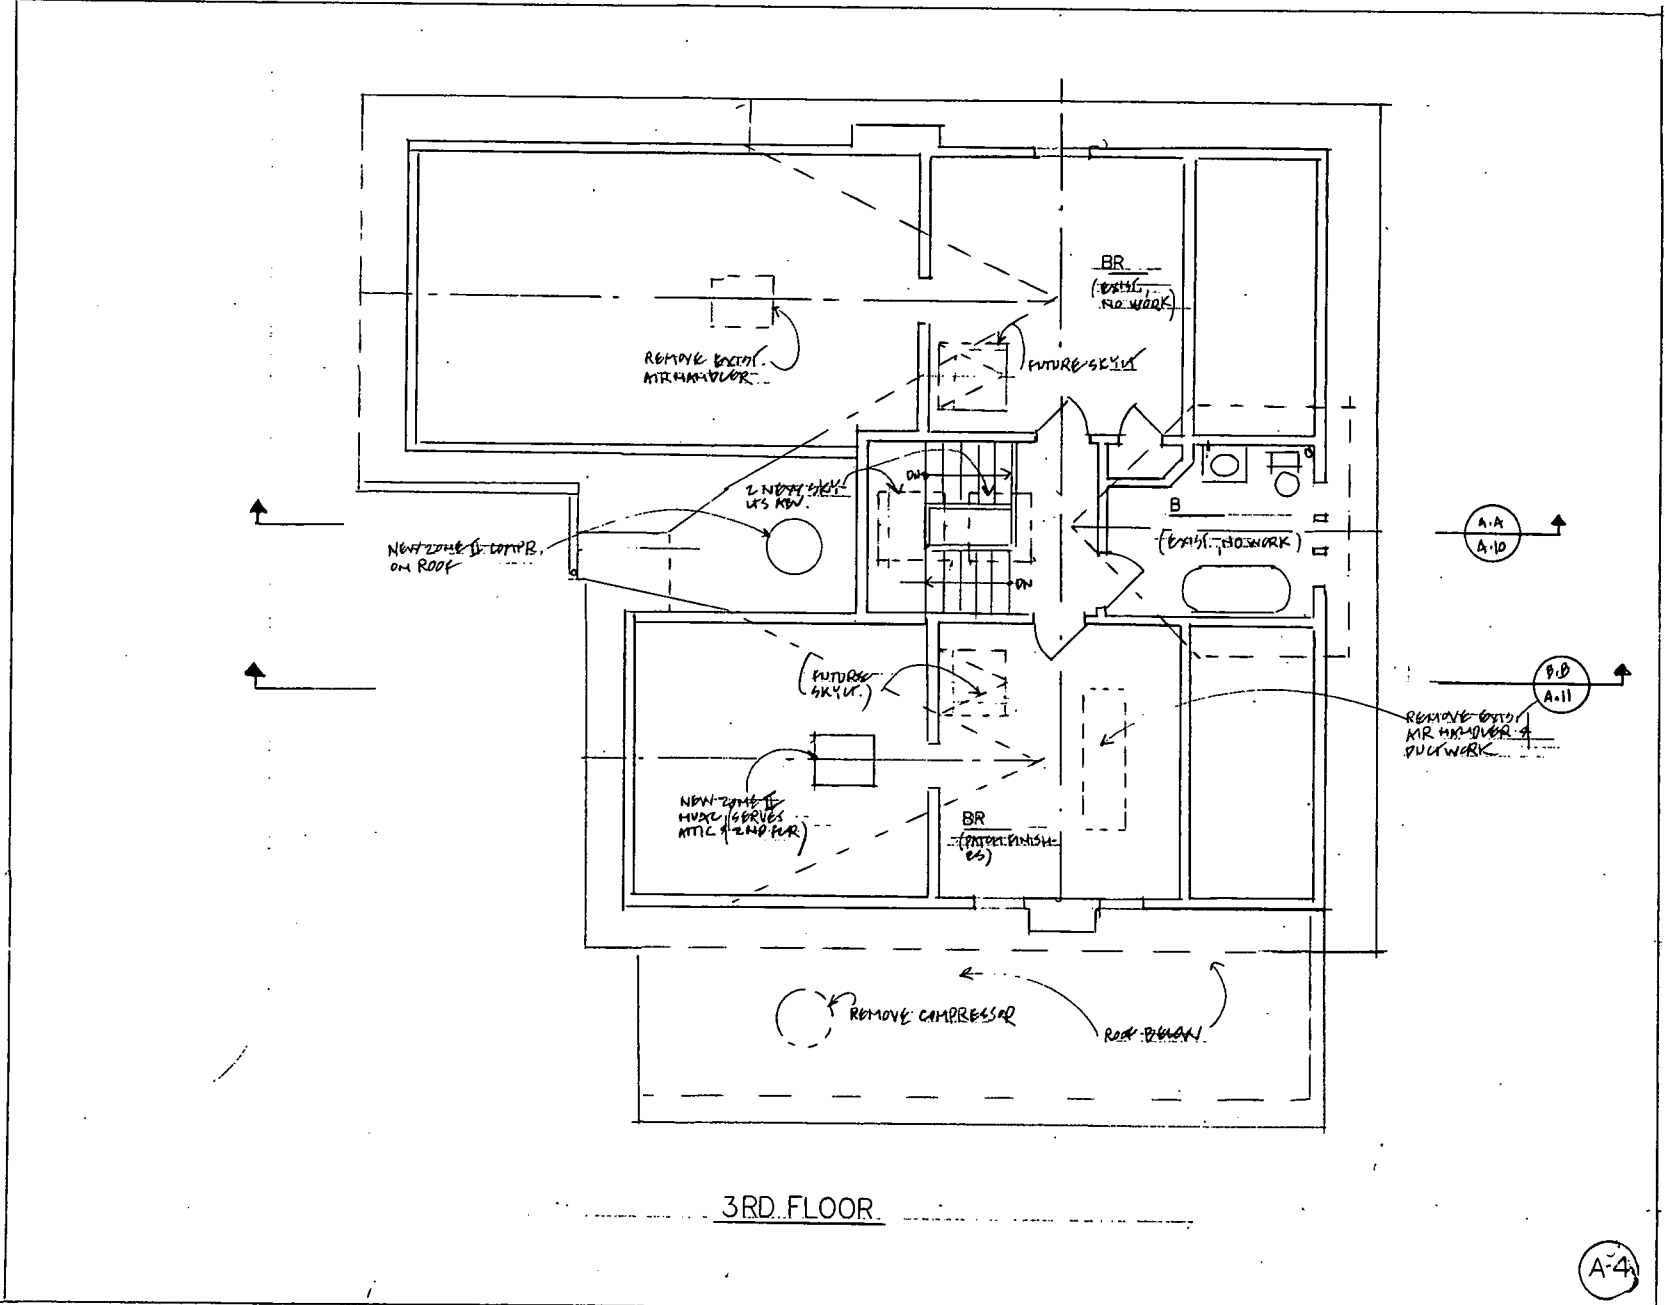 BR
(EXIST,
NO WORK)
REMOVE EXIST.
AIR HANDLER
FUTURE SKYLT
2 NEW SKY-
LTS ABV.
DN
B
(EXIST, NO WORK)
A.A
A.10
NEW ZONE II COMPR.
ON ROOF
DN
(FUTURE
SKYLT.)
B.B
A.11
REMOVE EXIST
AIR HANDLER &
DUCTWORK
NEW ZONE II
HVAC (SERVES
ATTIC & 2ND FLR)
BR
(PATCH FINISH-
ES)
REMOVE COMPRESSOR
ROOF BELOW
3RD FLOOR
A-4